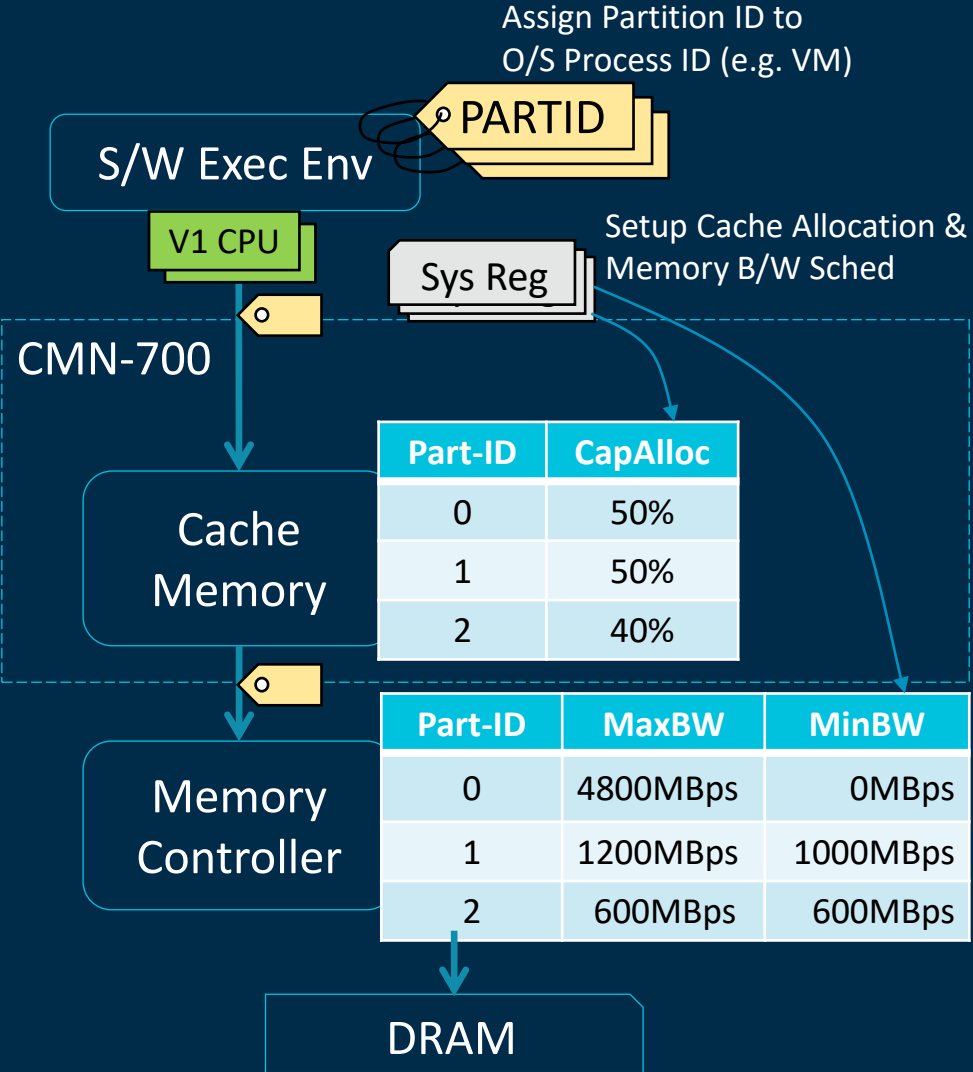 Assign Partition ID to
O/S Process ID (e.g. VM)
PARTID
S/W Exec Env
V1 CPU
Setup Cache Allocation &
Memory B/W Sched
Sys Reg
CMN-700
Cache
Memory
Part-ID CapAlloc
0 50%
1 50%
2 40%
Memory
Controller
Part-ID MaxBW MinBW
0 4800MBps 0MBps
1 1200MBps 1000MBps
2 600MBps 600MBps
DRAM